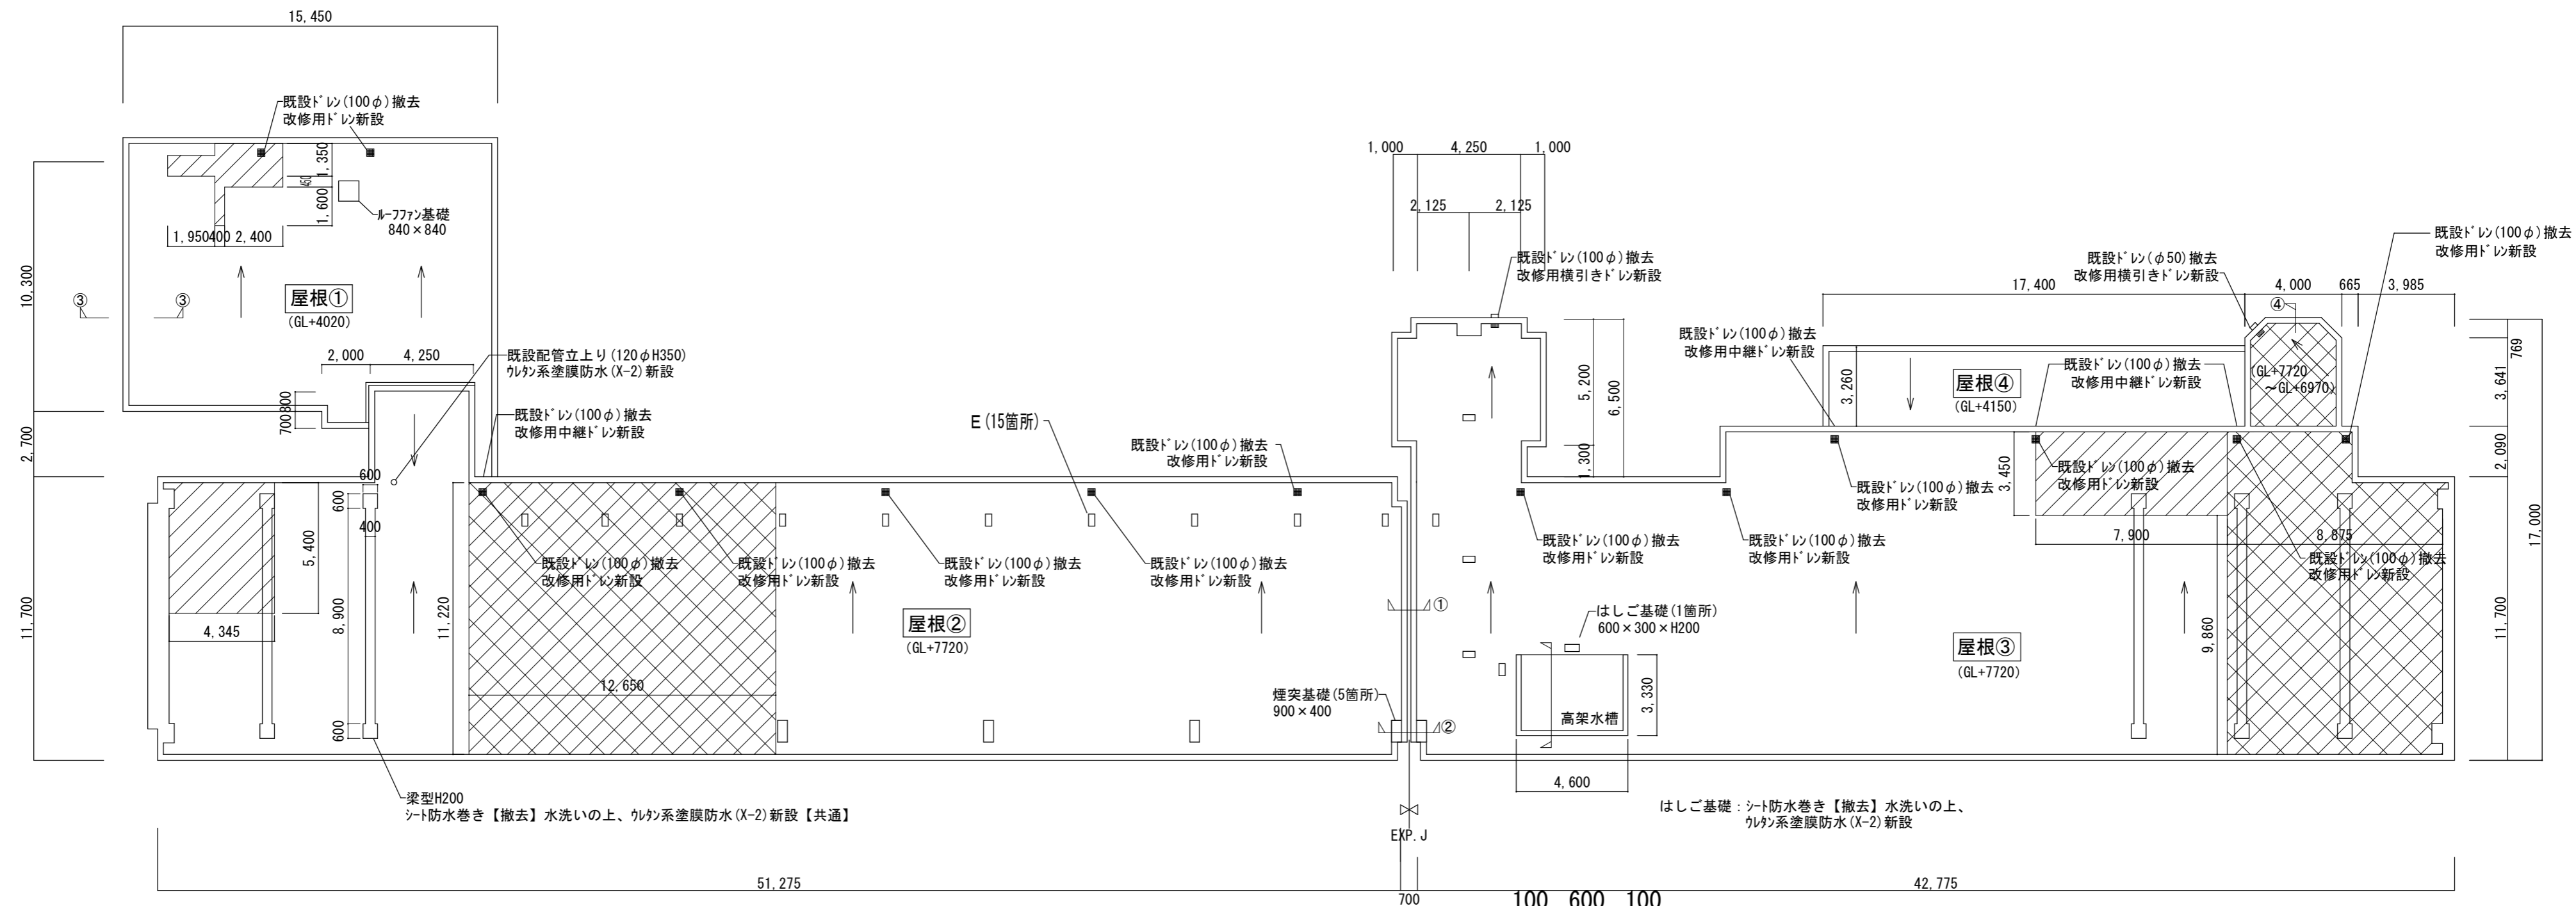 15,450
既設ドレン(100φ)撤去
改修用ドレン新設
1,350
450
1,600
ルーフファン基礎
840×840
1,950
400
2,400
10,300
③
③
屋根①
(GL+4020)
2,000
4,250
既設配管立上り(120φH350)
ウレタン系塗膜防水(X-2)新設
800
700
既設ドレン(100φ)撤去
改修用中継ドレン新設
2,700
E(15箇所)
既設ドレン(100φ)撤去
改修用ドレン新設
600
600
400
5,400
4,345
8,900
11,220
600
11,700
既設ドレン(100φ)撤去
改修用ドレン新設
既設ドレン(100φ)撤去
改修用ドレン新設
既設ドレン(100φ)撤去
改修用ドレン新設
既設ドレン(100φ)撤去
改修用ドレン新設
屋根②
(GL+7720)
12,650
煙突基礎(5箇所)
900×400
梁型H200
シート防水巻き【撤去】水洗いの上、ウレタン系塗膜防水(X-2)新設【共通】
1,000
4,250
1,000
2,125
2,125
既設ドレン(100φ)撤去
改修用横引きドレン新設
5,200
6,500
1,300
①
②
既設ドレン(100φ)撤去
改修用ドレン新設
既設ドレン(100φ)撤去
改修用ドレン新設
はしご基礎(1箇所)
600×300×H200
高架水槽
3,330
4,600
EXP.J
はしご基礎：シート防水巻き【撤去】水洗いの上、
ウレタン系塗膜防水(X-2)新設
既設ドレン(100φ)撤去
改修用中継ドレン新設
17,400
4,000
665
3,985
既設ドレン(φ50)撤去
改修用横引きドレン新設
既設ドレン(100φ)撤去
改修用ドレン新設
④
3,260
屋根④
(GL+4150)
既設ドレン(100φ)撤去
改修用中継ドレン新設
(GL+7720
～GL+6970)
769
3,641
2,090
17,000
11,700
3,450
既設ドレン(100φ)撤去
改修用ドレン新設
既設ドレン(100φ)撤去
改修用ドレン新設
7,900
8,875
既設ドレン(100φ)撤去
改修用ドレン新設
9,860
屋根③
(GL+7720)
51,275
700
42,775
100 600 100